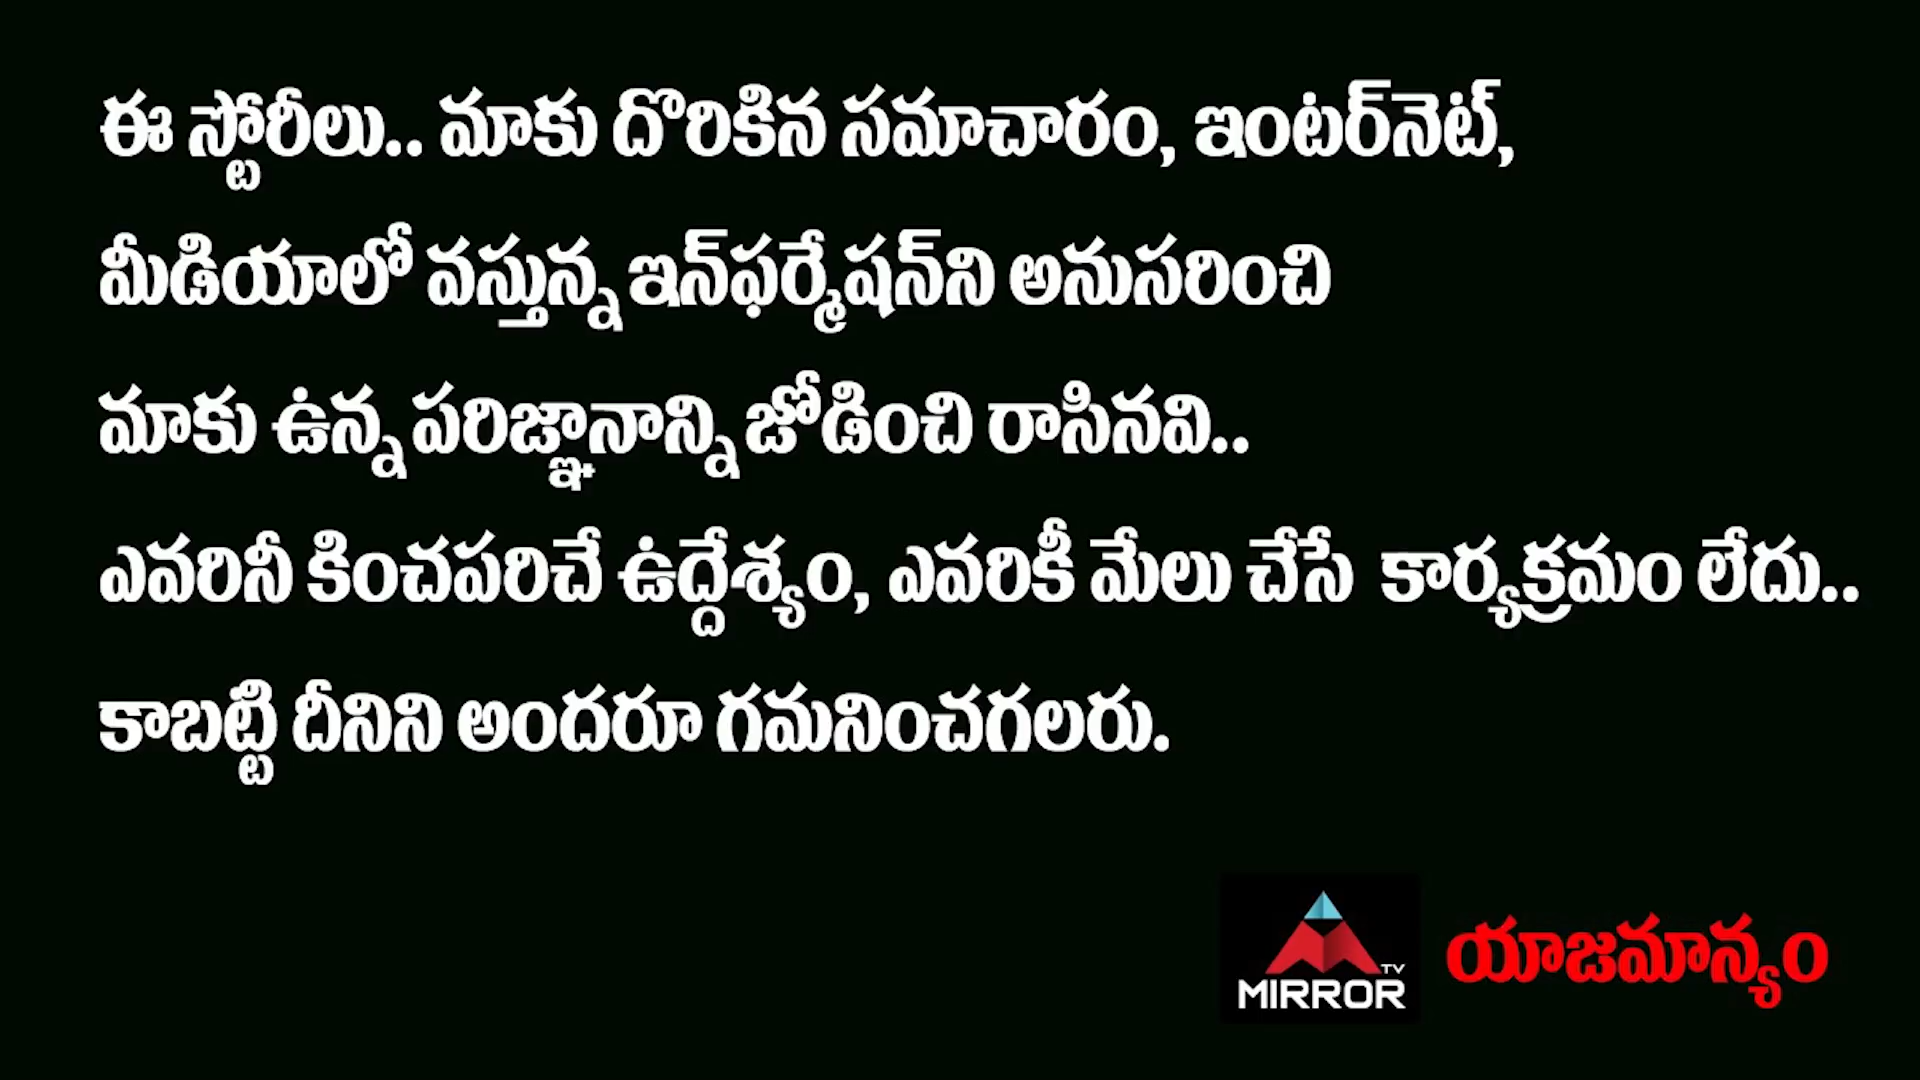 ఈ స్టోరీలు.. మాకు దొరికిన సమాచారం, ఇంటర్‌నెట్,
మీడియాలో వస్తున్న ఇన్‌ఫర్మేషన్‌ని అనుసరించి
మాకు ఉన్న పరిజ్ఞానాన్ని జోడించి రాసినవి..
ఎవరినీ కించపరిచే ఉద్దేశ్యం, ఎవరికీ మేలు చేసే కార్యక్రమం లేదు..
కాబట్టి దీనిని అందరూ గమనించగలరు.
TV
MIRROR
యాజమాన్యం